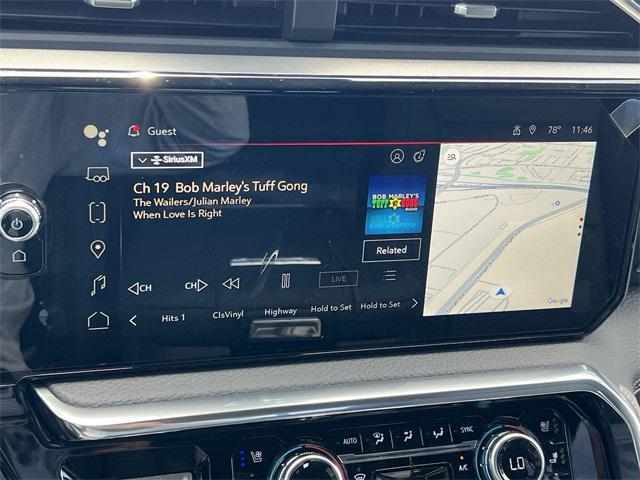 Guest
78° 11:46
SiriusXM
Ch 19 Bob Marley's Tuff Gong
The Wailers/Julian Marley
When Love Is Right
BOB MARLEY'S
TUFF GONG
RADIO
Related
CH
CH
LIVE
Hits 1
ClsVinyl
Highway
Hold to Set
Hold to Set
Google
AUTO
SYNC
A/C
LO